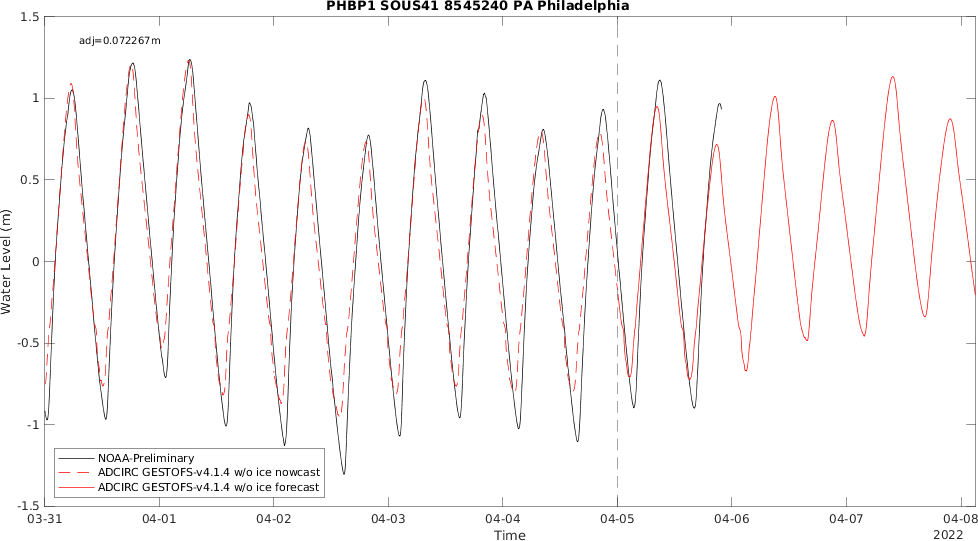 PHBP1 SOUS41 8545240 PA Philadelphia
adj=0.072267m
1.5
1
0.5
0
-0.5
-1
-1.5
Water Level (m)
NOAA-Preliminary
ADCIRC GESTOFS-v4.1.4 w/o ice nowcast
ADCIRC GESTOFS-v4.1.4 w/o ice forecast
03-31 04-01 04-02 04-03 04-04 04-05 04-06 04-07 04-08
Time
2022